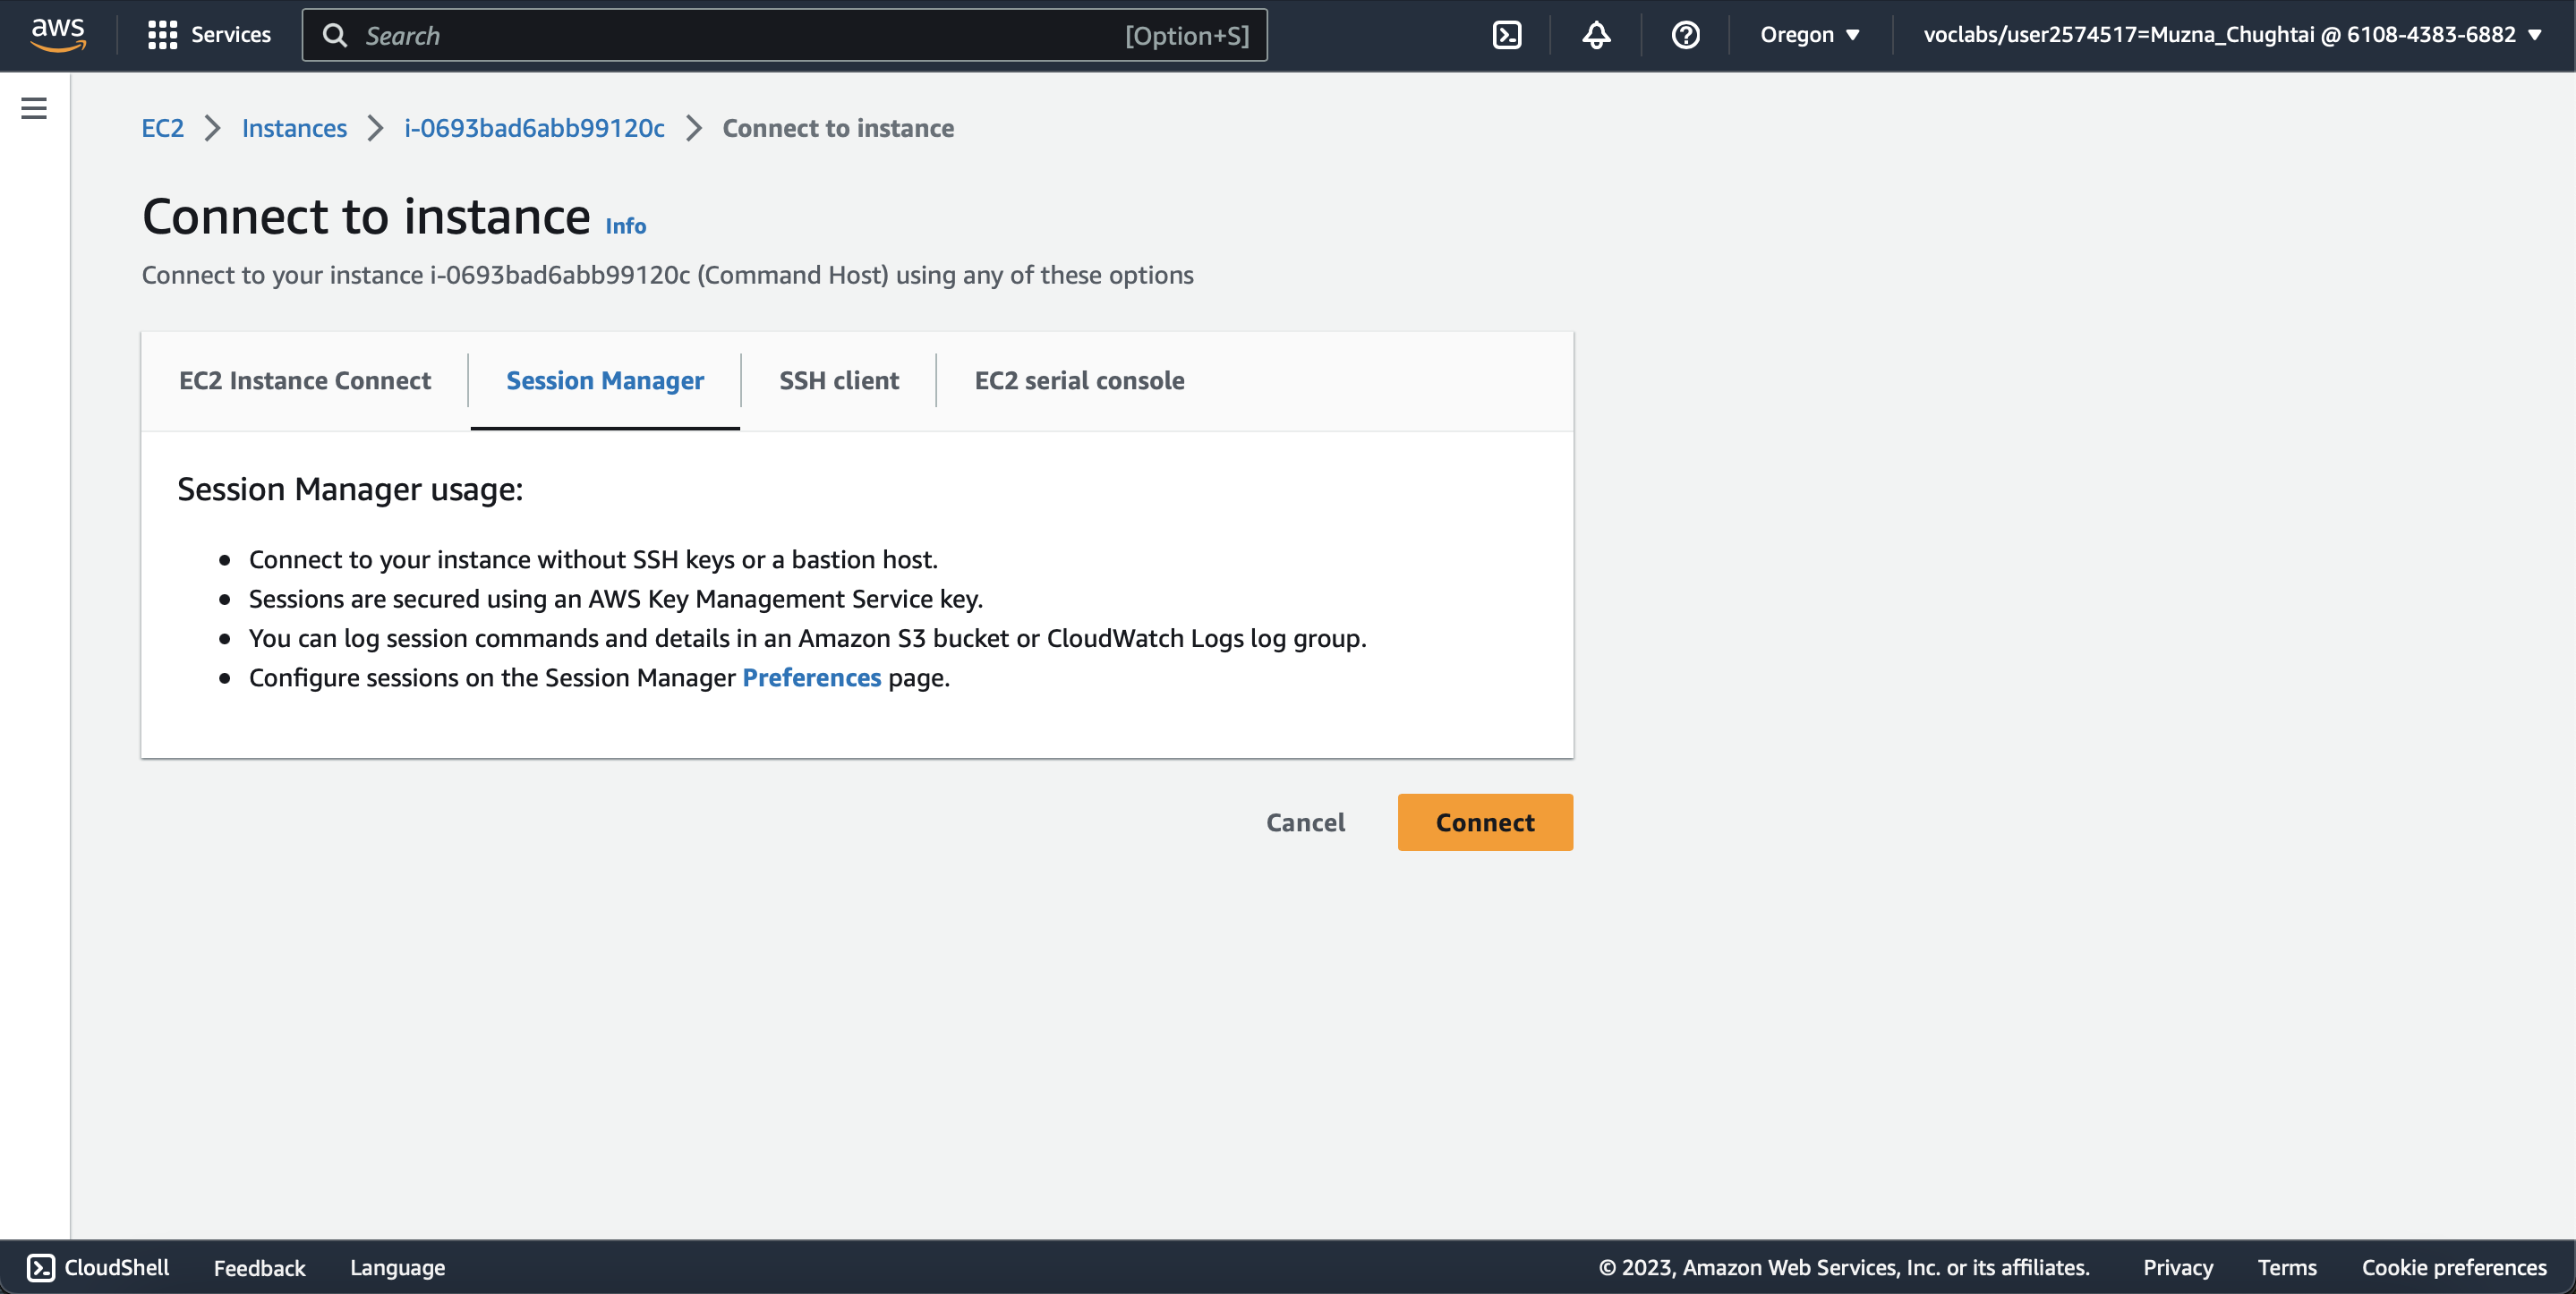 aws Services Search [Option+S] Oregon voclabs/user2574517=Muzna_Chughtai @ 6108-4383-6882
EC2 Instances i-0693bad6abb99120c Connect to instance
Connect to instance Info
Connect to your instance i-0693bad6abb99120c (Command Host) using any of these options
EC2 Instance Connect Session Manager SSH client EC2 serial console
Session Manager usage:
Connect to your instance without SSH keys or a bastion host.
Sessions are secured using an AWS Key Management Service key.
You can log session commands and details in an Amazon S3 bucket or CloudWatch Logs log group.
Configure sessions on the Session Manager Preferences page.
Cancel Connect
CloudShell Feedback Language © 2023, Amazon Web Services, Inc. or its affiliates. Privacy Terms Cookie preferences